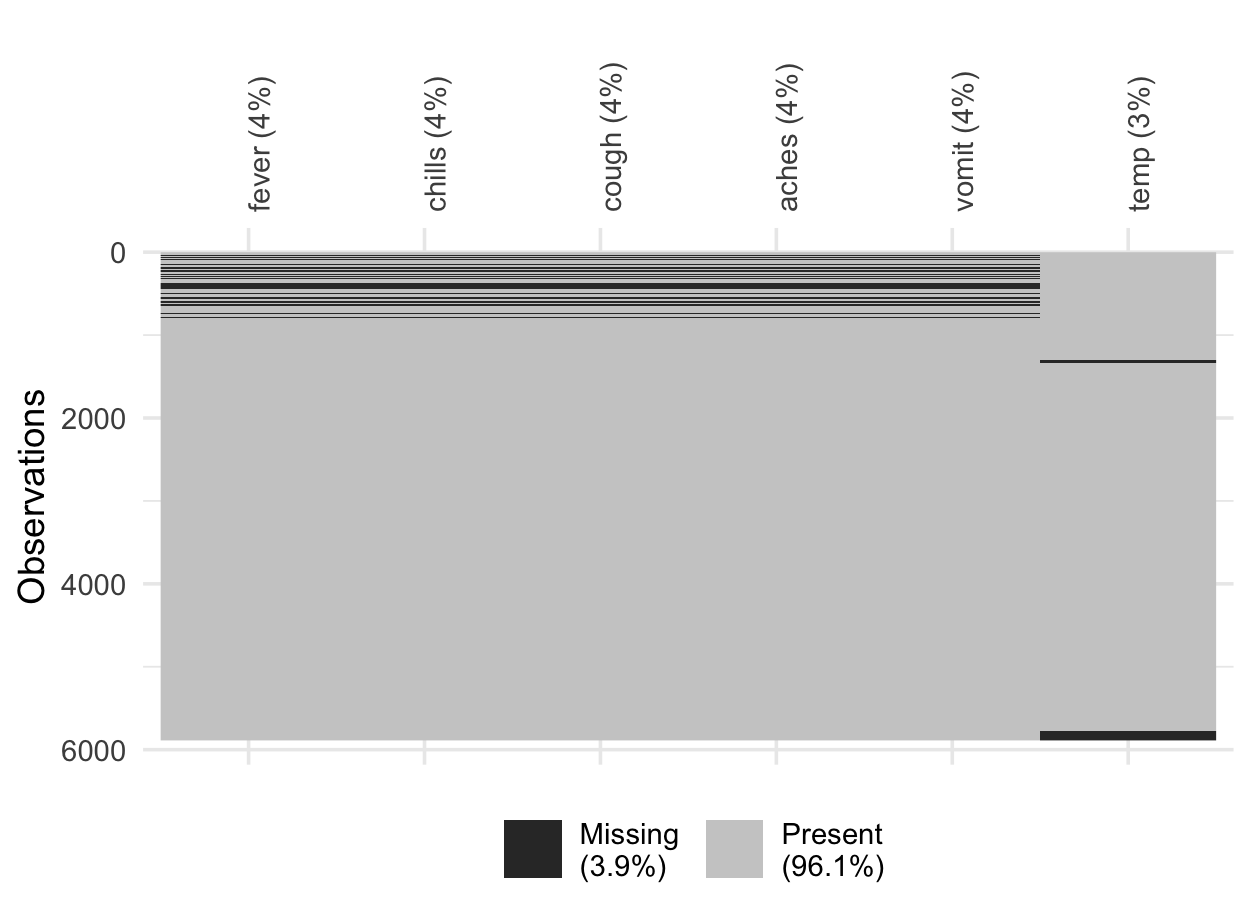 fever (4%)
chills (4%)
cough (4%)
aches (4%)
vomit (4%)
temp (3%)
0
2000
4000
6000
Observations
Missing
(3.9%)
Present
(96.1%)